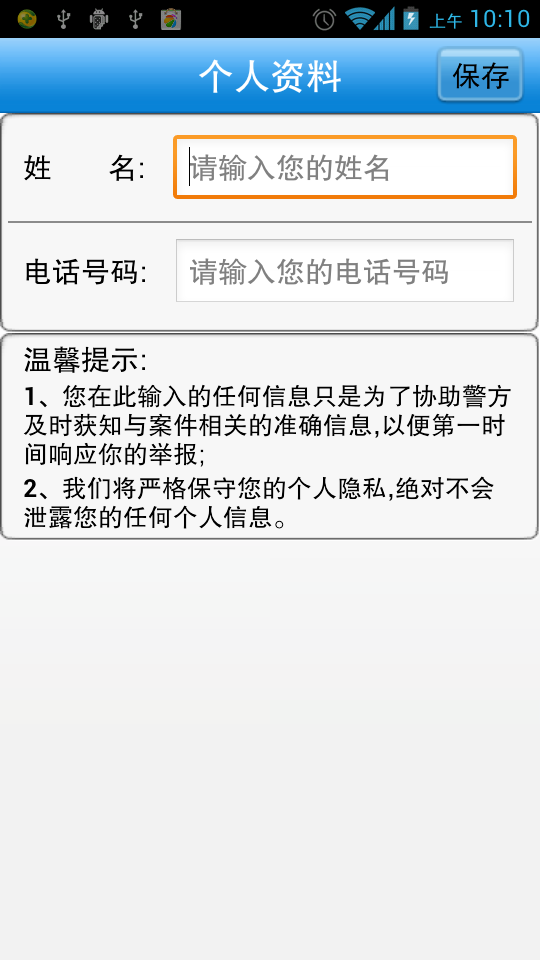 上午 10:10
个人资料
保存
姓 名:
请输入您的姓名
电话号码:
请输入您的电话号码
温馨提示:
1、您在此输入的任何信息只是为了协助警方
及时获知与案件相关的准确信息,以便第一时
间响应你的举报;
2、我们将严格保守您的个人隐私,绝对不会
泄露您的任何个人信息。